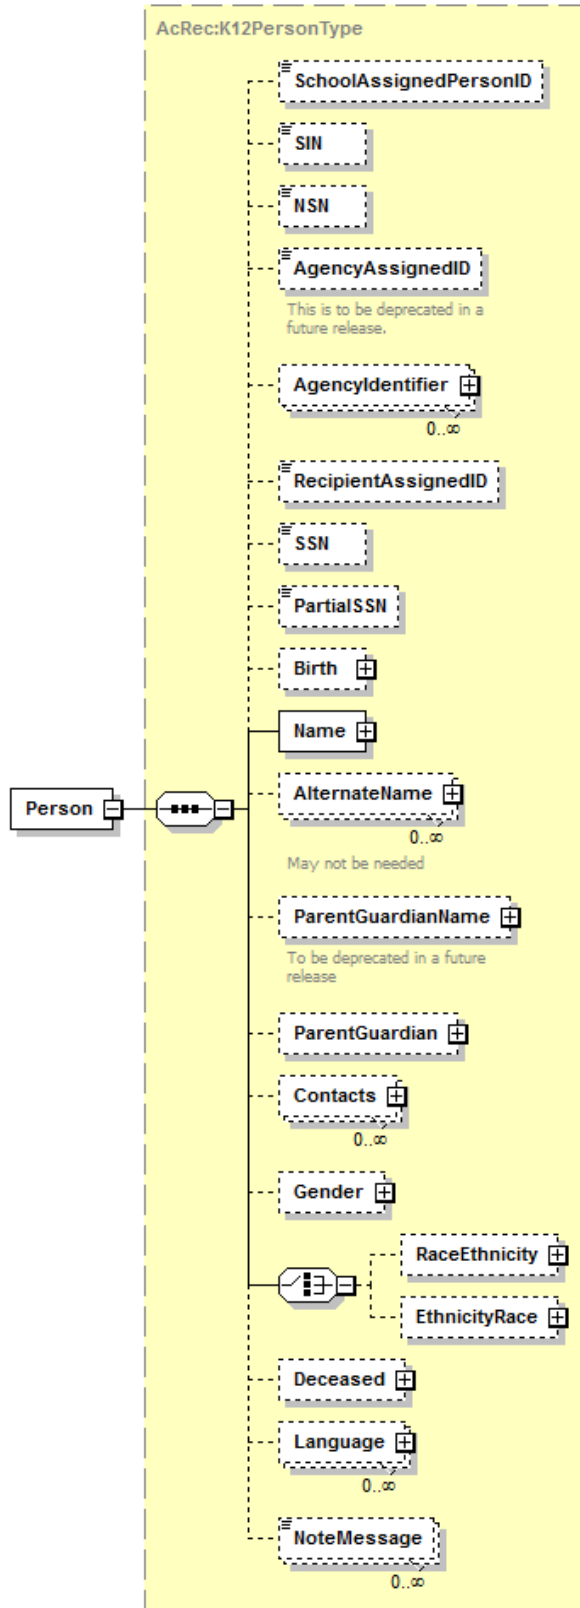 AcRec:K12PersonType
SchoolAssignedPersonID
SIN
NSN
AgencyAssignedID
This is to be deprecated in a
future release.
AgencyIdentifier
0..∞
RecipientAssignedID
SSN
PartialSSN
Birth
Name
Person
AlternateName
0..∞
May not be needed
ParentGuardianName
To be deprecated in a future
release
ParentGuardian
Contacts
0..∞
Gender
RaceEthnicity
EthnicityRace
Deceased
Language
0..∞
NoteMessage
0..∞